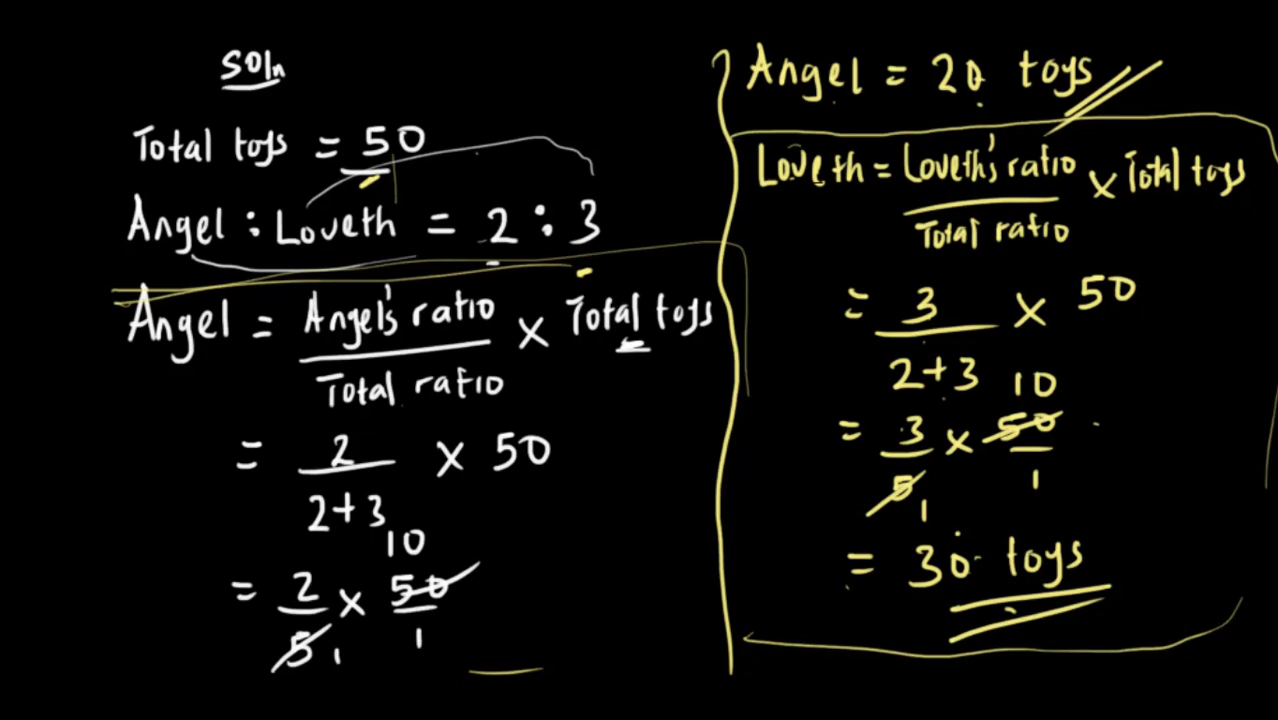 Soln
Total toys = 50
Angel : Loveth = 2 : 3
Angel = Angel's ratio / Total ratio × Total toys
= 2 / 2+3 × 50
10
= 2/5 × 50/1
1
Angel = 20 toys
Loveth = Loveth's ratio / Total ratio × Total toys
= 3 / 2+3 × 50
10
= 3/5 × 50/1
1
= 30 toys